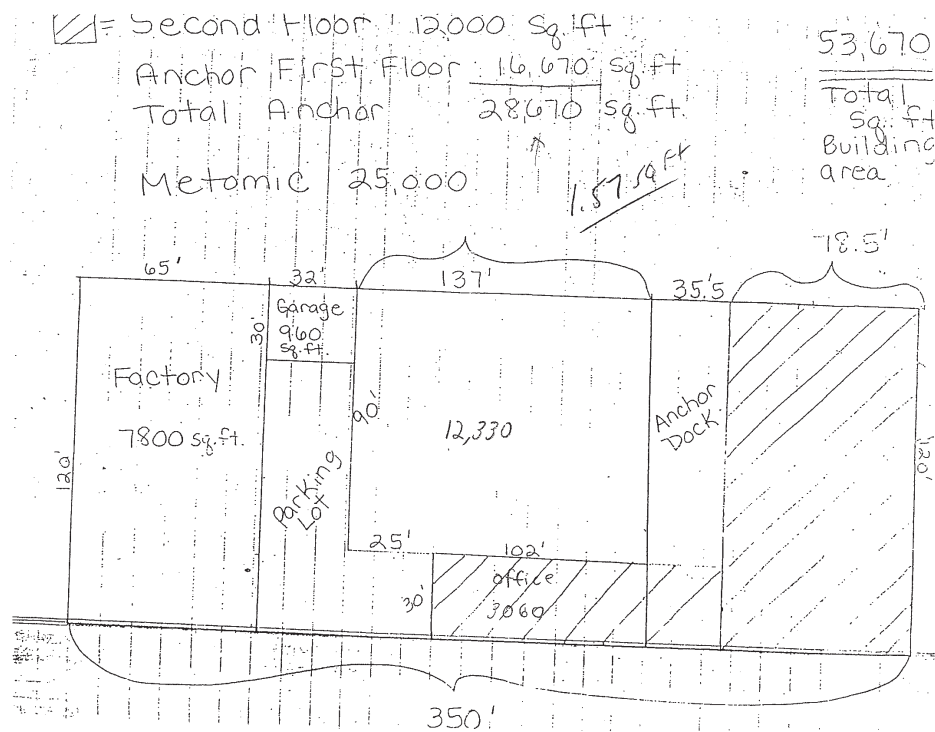 = Second Floor 12,000 Sq.ft
Anchor First Floor 16,670 sq.ft
Total Anchor 28,670 sq.ft.
Metomic 25,000
1.57 sq ft
53,670
Total
Sq. ft
Building
area
65'
32'
137'
35.5'
78.5'
Garage
960
sq.ft.
30'
Factory
7800 sq.ft.
120'
90'
12,330
Anchor
Dock
120'
Parking
Lot
25'
102'
office
3060
30'
350'